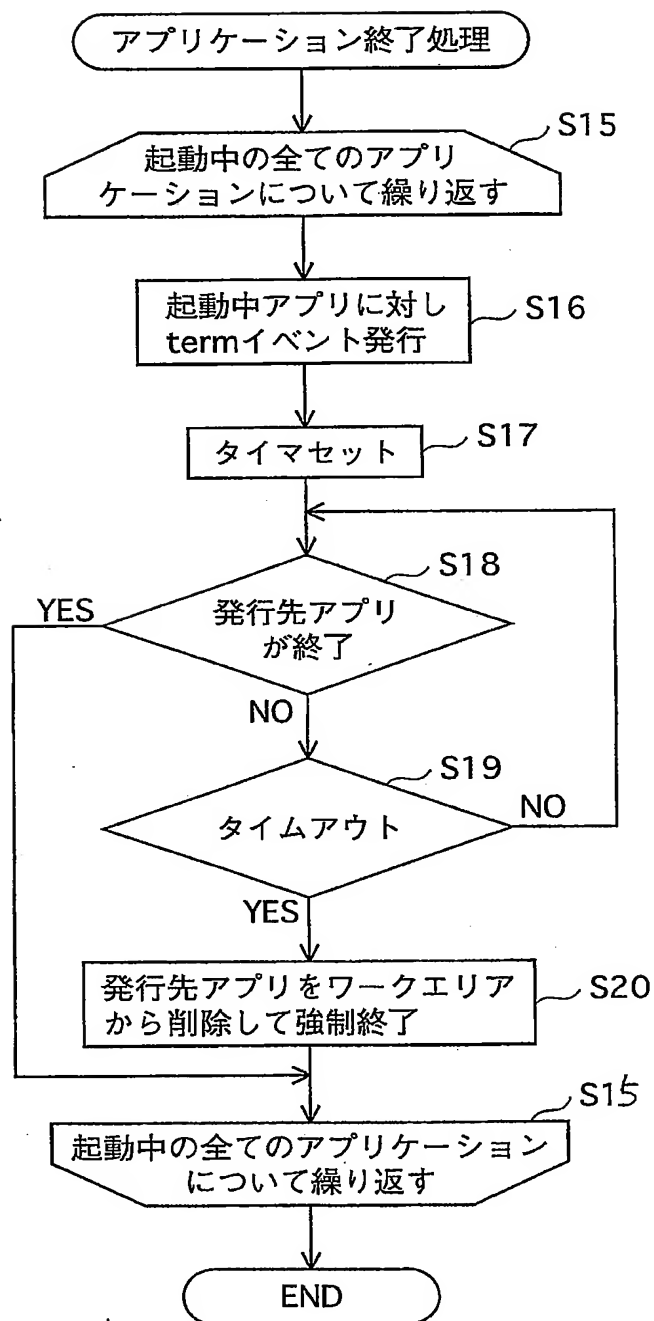 アプリケーション終了処理
S15
起動中の全てのアプリ
ケーションについて繰り返す
起動中アプリに対し
termイベント発行
S16
タイマセット
S17
S18
YES
発行先アプリ
が終了
NO
S19
タイムアウト
NO
YES
発行先アプリをワークエリア
から削除して強制終了
S20
S15
起動中の全てのアプリケーション
について繰り返す
END